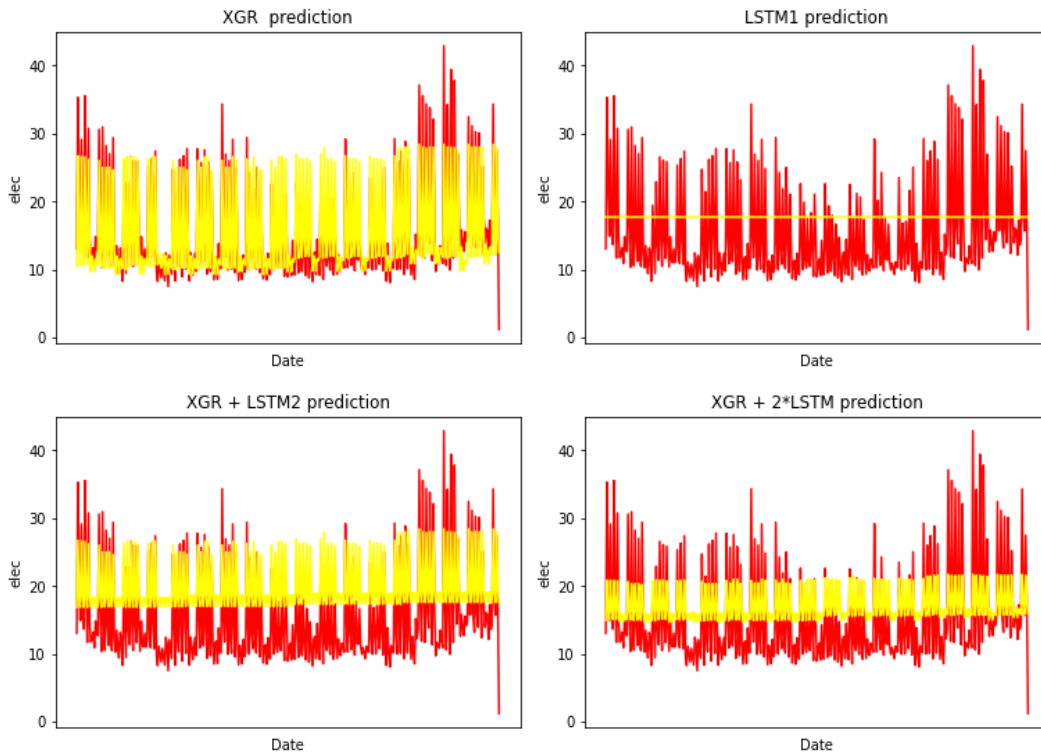 XGR prediction
40
30
20
10
0
elec
Date
LSTM1 prediction
40
30
20
10
0
elec
Date
XGR + LSTM2 prediction
40
30
20
10
0
elec
Date
XGR + 2*LSTM prediction
40
30
20
10
0
elec
Date